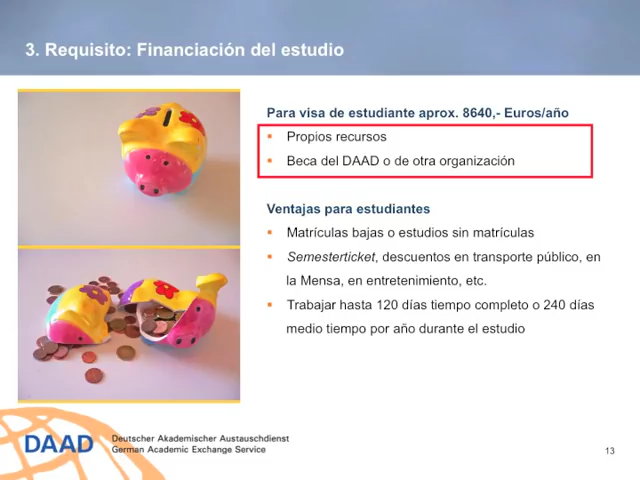 3. Requisito: Financiación del estudio
Para visa de estudiante aprox. 8640,- Euros/año
▪ Propios recursos
▪ Beca del DAAD o de otra organización
Ventajas para estudiantes
▪ Matrículas bajas o estudios sin matrículas
▪ Semesterticket, descuentos en transporte público, en
la Mensa, en entretenimiento, etc.
▪ Trabajar hasta 120 días tiempo completo o 240 días
medio tiempo por año durante el estudio
DAAD
Deutscher Akademischer Austauschdienst
German Academic Exchange Service
13